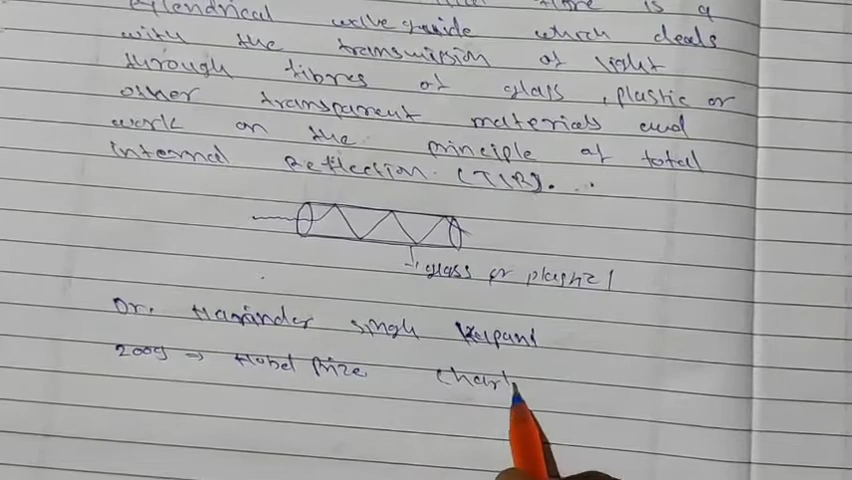 cylendrical wave guide which deals
with the transmission of light
through fibres of glass, plastic or
other transparent materials and
work on the principle of total
internal Reflection. (TIR).
glass or plastic
Dr. Harinder singh Kapani
2009 → Nobel Prize Charl